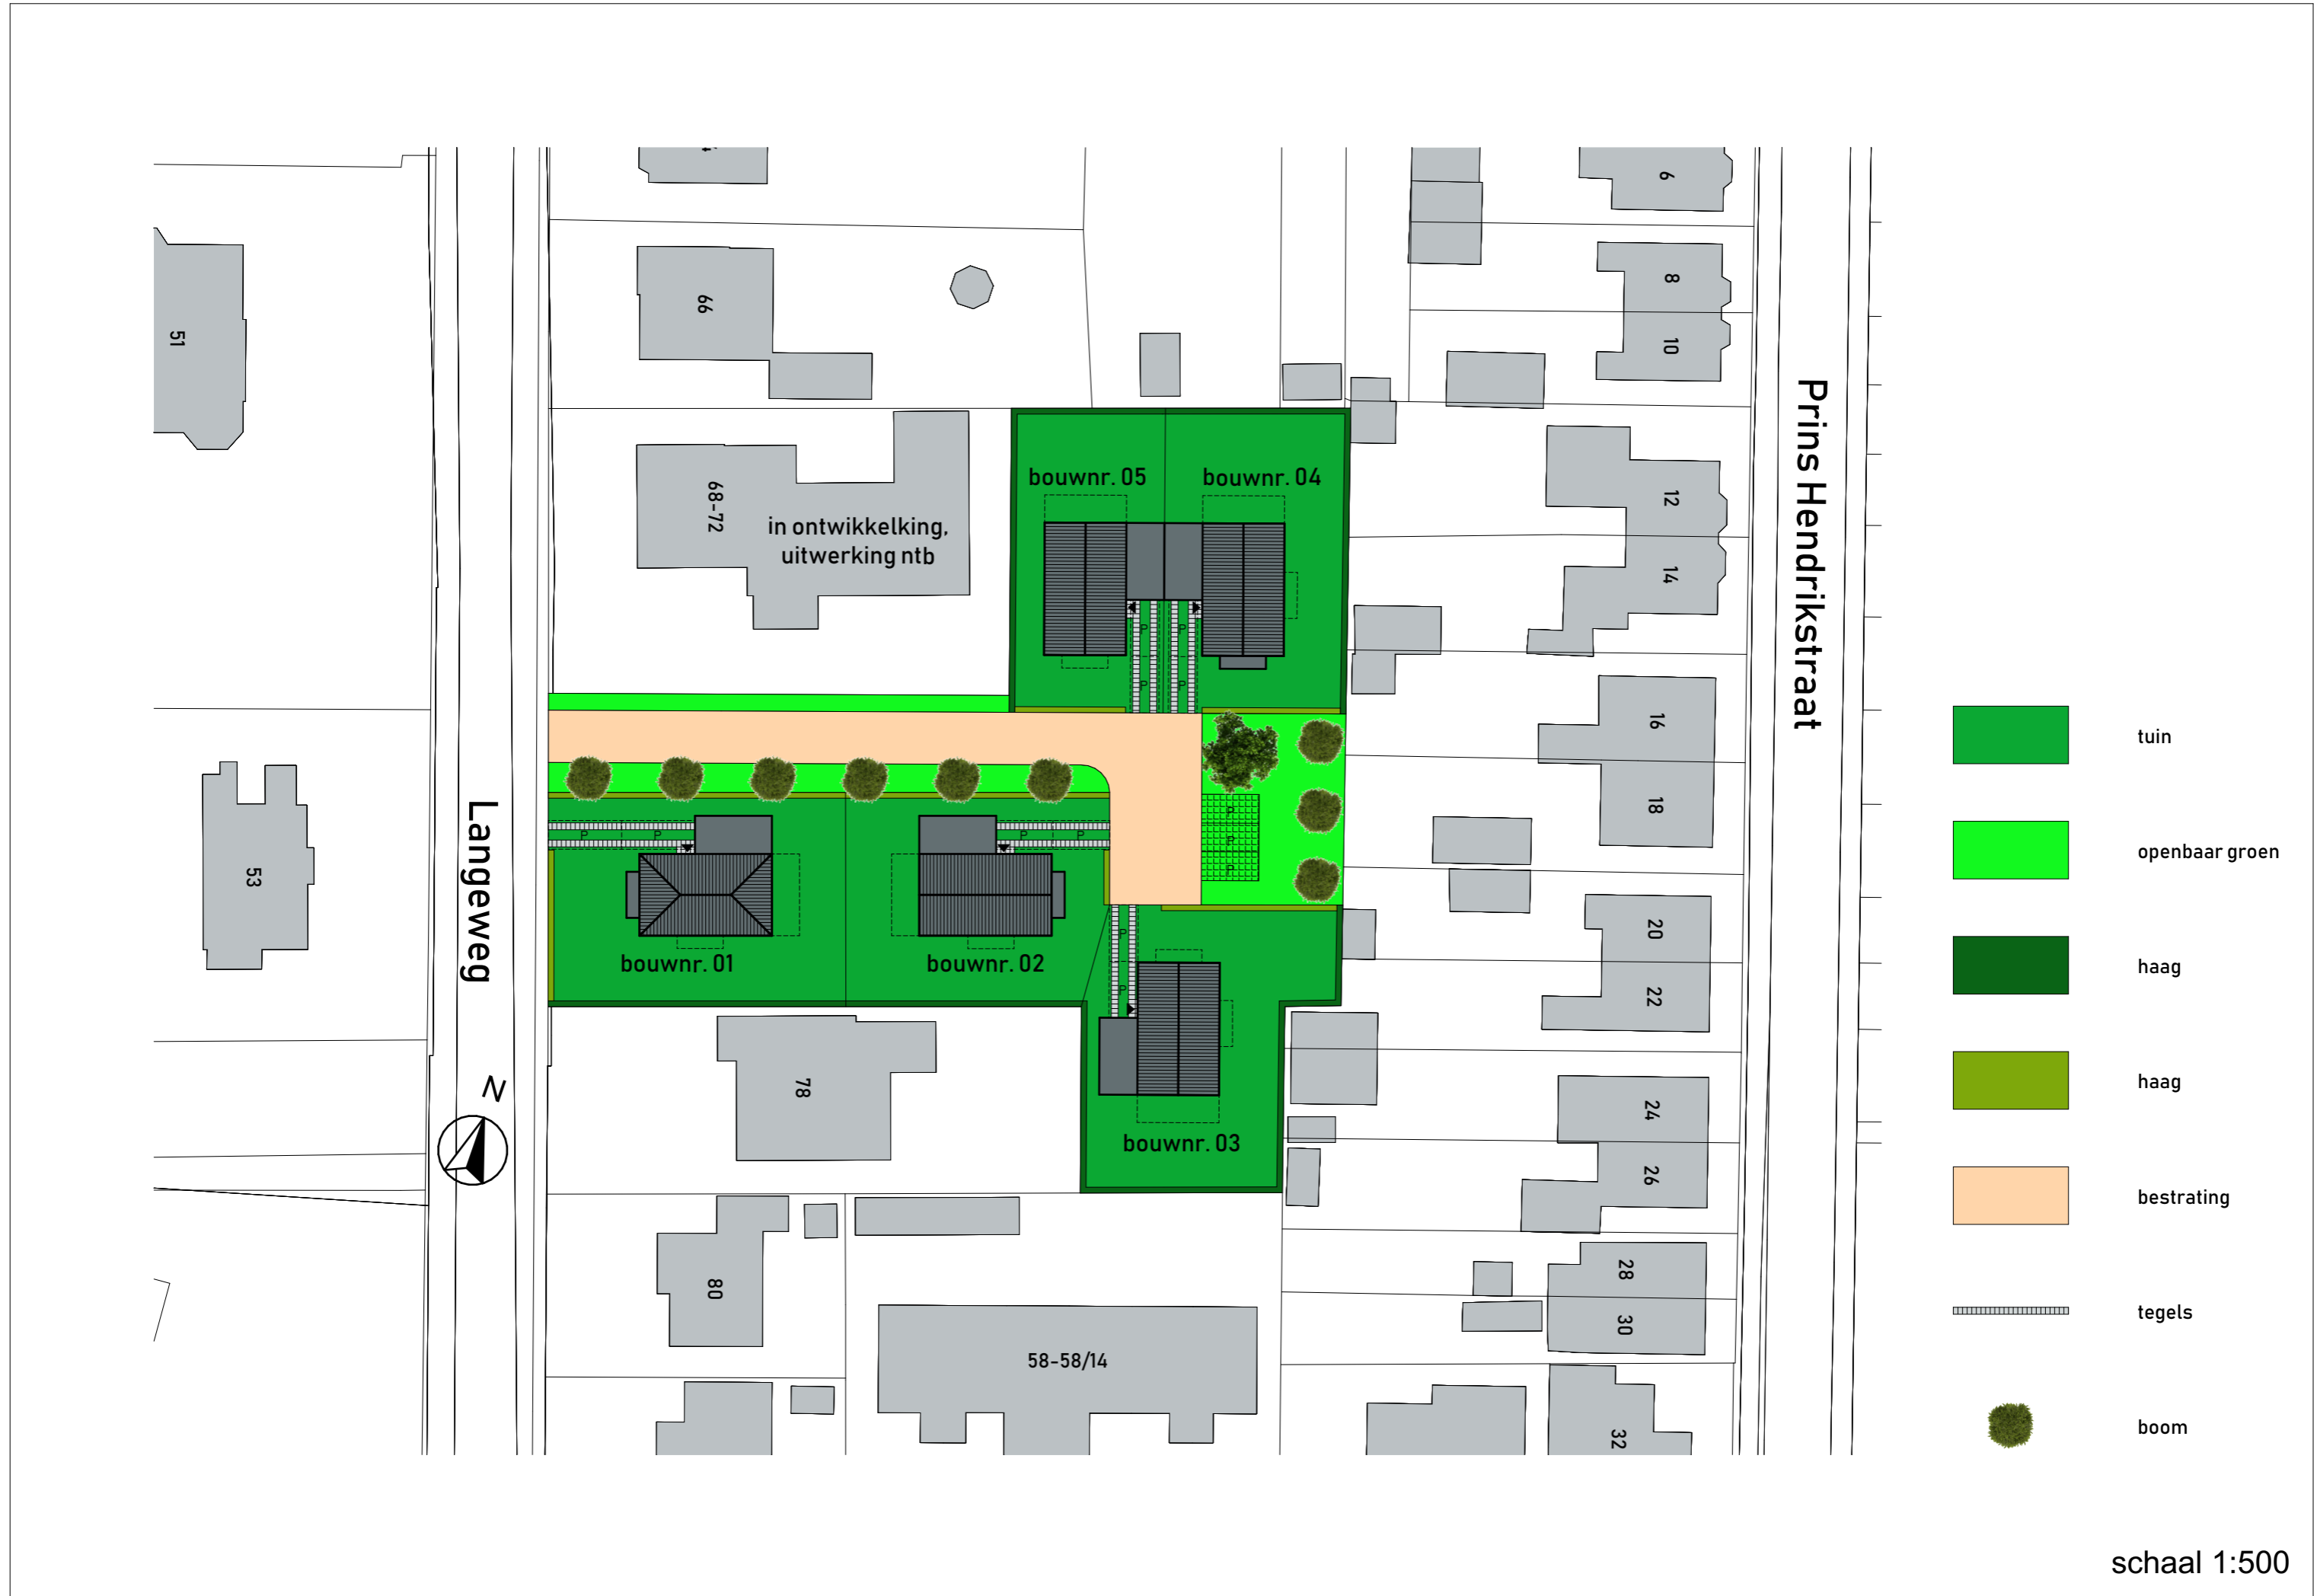 6
8
10
12
14
16
18
20
22
24
26
28
30
32
51
66
68-72
in ontwikkelking,
uitwerking ntb
53
78
80
58-58/14
bouwnr. 05
bouwnr. 04
bouwnr. 01
bouwnr. 02
bouwnr. 03
P
P
P
P
P
P
P
P
P
P
P
P
P
Langeweg
Prins Hendrikstraat
N
tuin
openbaar groen
haag
haag
bestrating
tegels
boom
schaal 1:500